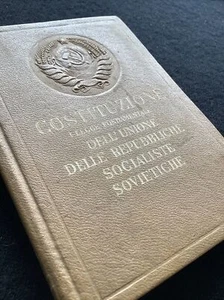 COSTITUZIONE
E LEGGE FONDAMENTALE
DELL'UNIONE
DELLE REPUBBLICHE
SOCIALISTE
SOVIETICHE